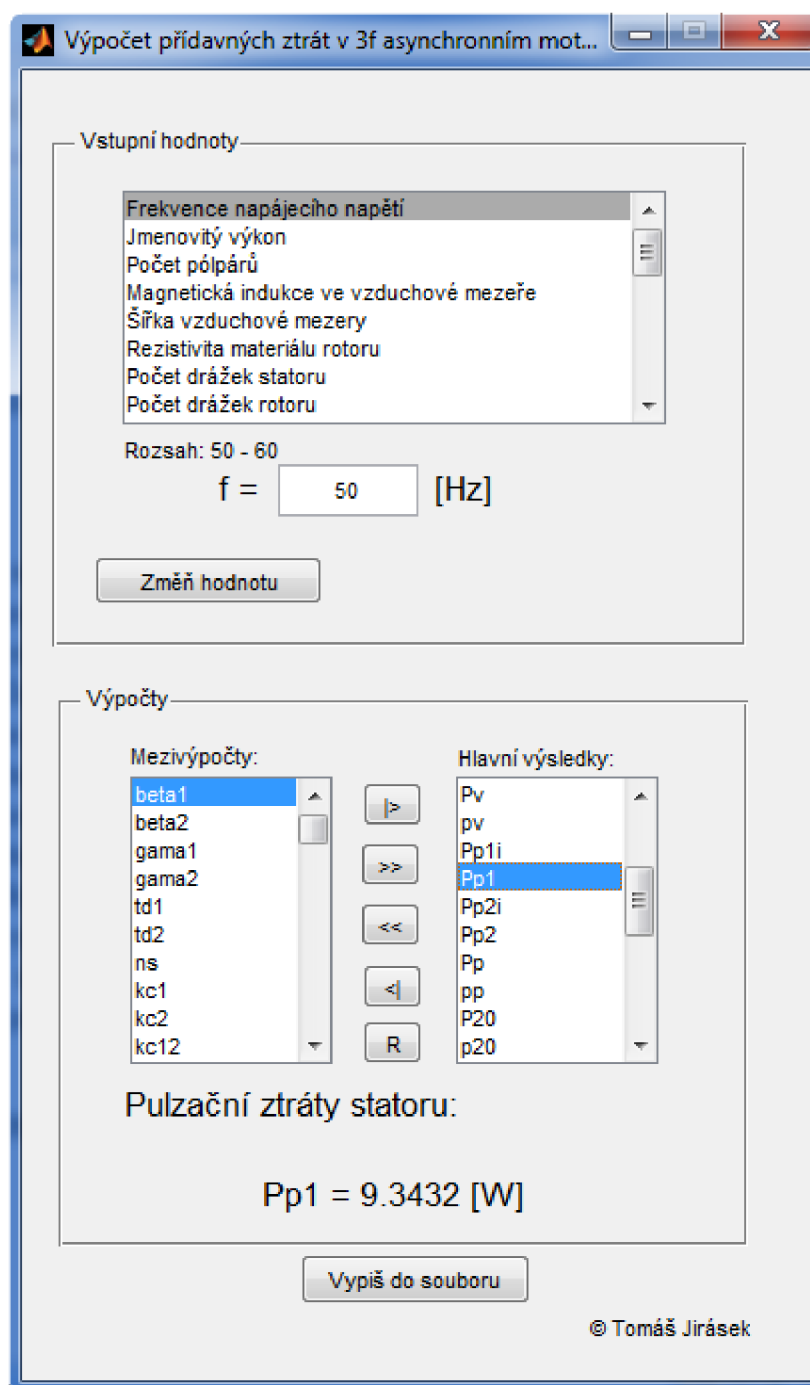 Výpočet přídavných ztrát v 3f asynchronním mot...
Vstupní hodnoty
Frekvence napájecího napětí
Jmenovitý výkon
Počet pólpárů
Magnetická indukce ve vzduchové mezeře
Šířka vzduchové mezery
Rezistivita materiálu rotoru
Počet drážek statoru
Počet drážek rotoru
Rozsah: 50 - 60
f = 50 [Hz]
Změň hodnotu
Výpočty
Mezivýpočty:
beta1
beta2
gama1
gama2
td1
td2
ns
kc1
kc2
kc12
|>
>>
<<
<|
R
Hlavní výsledky:
Pv
pv
Pp1i
Pp1
Pp2i
Pp2
Pp
pp
P20
p20
Pulzační ztráty statoru:
Pp1 = 9.3432 [W]
Vypiš do souboru
© Tomáš Jirásek